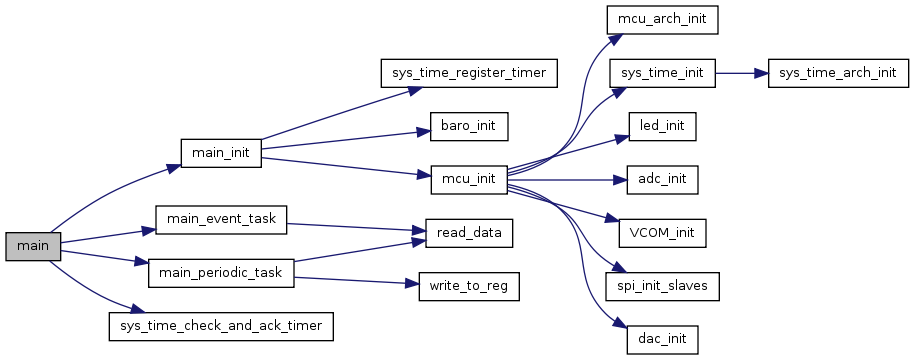 main
main_init
main_event_task
main_periodic_task
sys_time_check_and_ack_timer
sys_time_register_timer
baro_init
mcu_init
read_data
write_to_reg
mcu_arch_init
sys_time_init
led_init
adc_init
VCOM_init
spi_init_slaves
dac_init
sys_time_arch_init